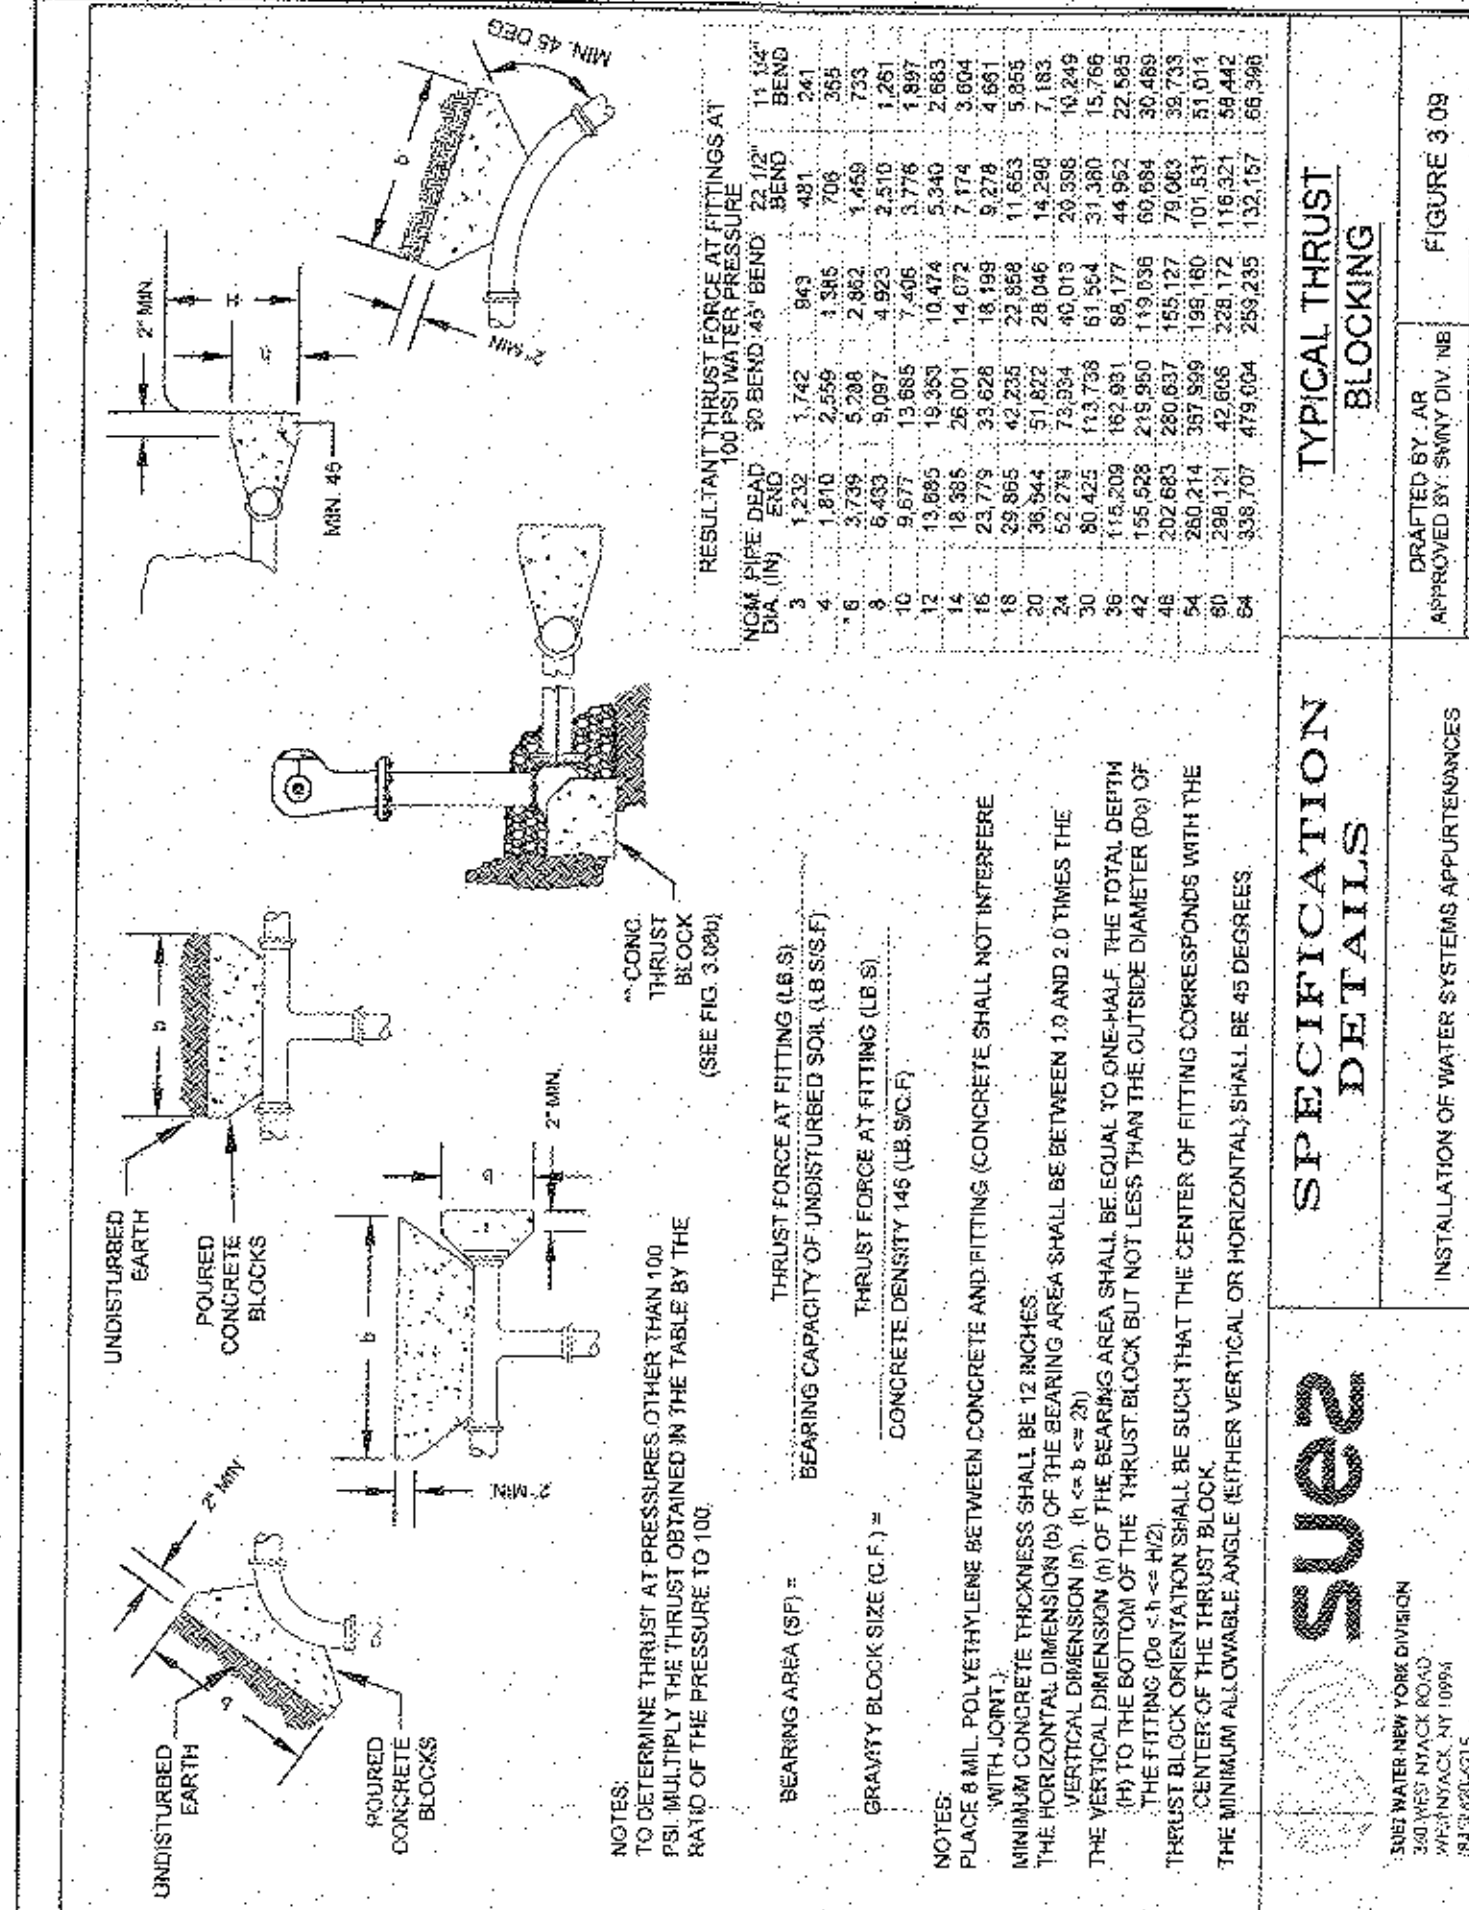 UNDISTURBED
EARTH
2" MIN
b
POURED
CONCRETE
BLOCKS
UNDISTURBED
EARTH
b
POURED
CONCRETE
BLOCKS
b
2" MIN.
2" MIN.
** CONC.
THRUST
BLOCK
(SEE FIG. 3.08b)
2" MIN.
MIN. 45
b
2" MIN
MIN. 45 DEG
NOTES:
TO DETERMINE THRUST AT PRESSURES OTHER THAN 100
PSI. MULTIPLY THE THRUST OBTAINED IN THE TABLE BY THE
RATIO OF THE PRESSURE TO 100.
BEARING AREA (SF) =
THRUST FORCE AT FITTING (LB.S)
BEARING CAPACITY OF UNDISTURBED SOIL (LB.S/S.F)
GRAVITY BLOCK SIZE (C.F.) =
THRUST FORCE AT FITTING (LB.S)
CONCRETE DENSITY 145 (LB.S/C.F)
NOTES:
PLACE 8 MIL. POLYETHYLENE BETWEEN CONCRETE AND FITTING (CONCRETE SHALL NOT INTERFERE
WITH JOINT.)
MINIMUM CONCRETE THICKNESS SHALL BE 12 INCHES.
THE HORIZONTAL DIMENSION (b) OF THE BEARING AREA SHALL BE BETWEEN 1.0 AND 2.0 TIMES THE
VERTICAL DIMENSION (h). (h <= b <= 2h)
THE VERTICAL DIMENSION (h) OF THE BEARING AREA SHALL BE EQUAL TO ONE-HALF THE TOTAL DEPTH
(H) TO THE BOTTOM OF THE THRUST BLOCK BUT NOT LESS THAN THE OUTSIDE DIAMETER (Do) OF
THE FITTING (Do < h <= H/2)
THRUST BLOCK ORIENTATION SHALL BE SUCH THAT THE CENTER OF FITTING CORRESPONDS WITH THE
CENTER OF THE THRUST BLOCK.
THE MINIMUM ALLOWABLE ANGLE (EITHER VERTICAL OR HORIZONTAL) SHALL BE 45 DEGREES.
RESULTANT THRUST FORCE AT FITTINGS AT
100 PSI WATER PRESSURE
NOM. PIPE DIA. (IN) DEAD END 90 BEND 45° BEND 22 1/2° BEND 11 1/4" BEND
3 1,232 1,742 943 481 241
4 1,810 2,559 1,385 706 355
* 6 3,739 5,288 2,862 1,459 733
8 6,433 9,097 4,923 2,510 1,261
10 9,677 13,685 7,406 3,776 1,897
12 13,685 19,353 10,474 5,340 2,683
14 18,385 26,001 14,072 7,174 3,604
16 23,779 33,628 18,199 9,278 4,661
18 29,865 42,235 22,858 11,653 5,855
20 36,644 51,822 28,046 14,298 7,183
24 52,279 73,934 40,013 20,398 10,249
30 80,425 113,738 61,554 31,380 15,766
36 115,209 162,931 88,177 44,952 22,585
42 155,528 219,950 119,036 60,684 30,489
48 202,683 280,637 155,127 79,083 39,733
54 260,214 367,999 199,160 101,531 51,011
60 298,121 42,606 228,172 116,321 58,442
64 338,707 479,004 259,235 132,157 66,396
suez
SUEZ WATER NEW YORK DIVISION
360 WEST NYACK ROAD
WEST NYACK, NY 10994
SPECIFICATION
DETAILS
INSTALLATION OF WATER SYSTEMS APPURTENANCES
TYPICAL THRUST
BLOCKING
DRAFTED BY: AR
APPROVED BY: SWNY DIV. NB
FIGURE 3.09